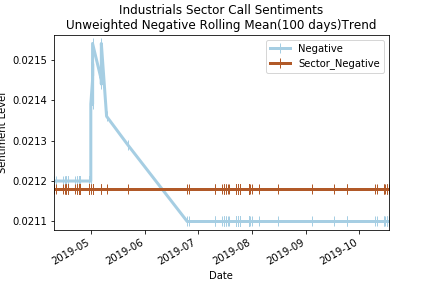 Industrials Sector Call Sentiments
Unweighted Negative Rolling Mean(100 days)Trend
Negative
Sector_Negative
0.0215
0.0214
0.0213
0.0212
0.0211
Sentiment Level
2019-05 2019-06 2019-07 2019-08 2019-09 2019-10
Date